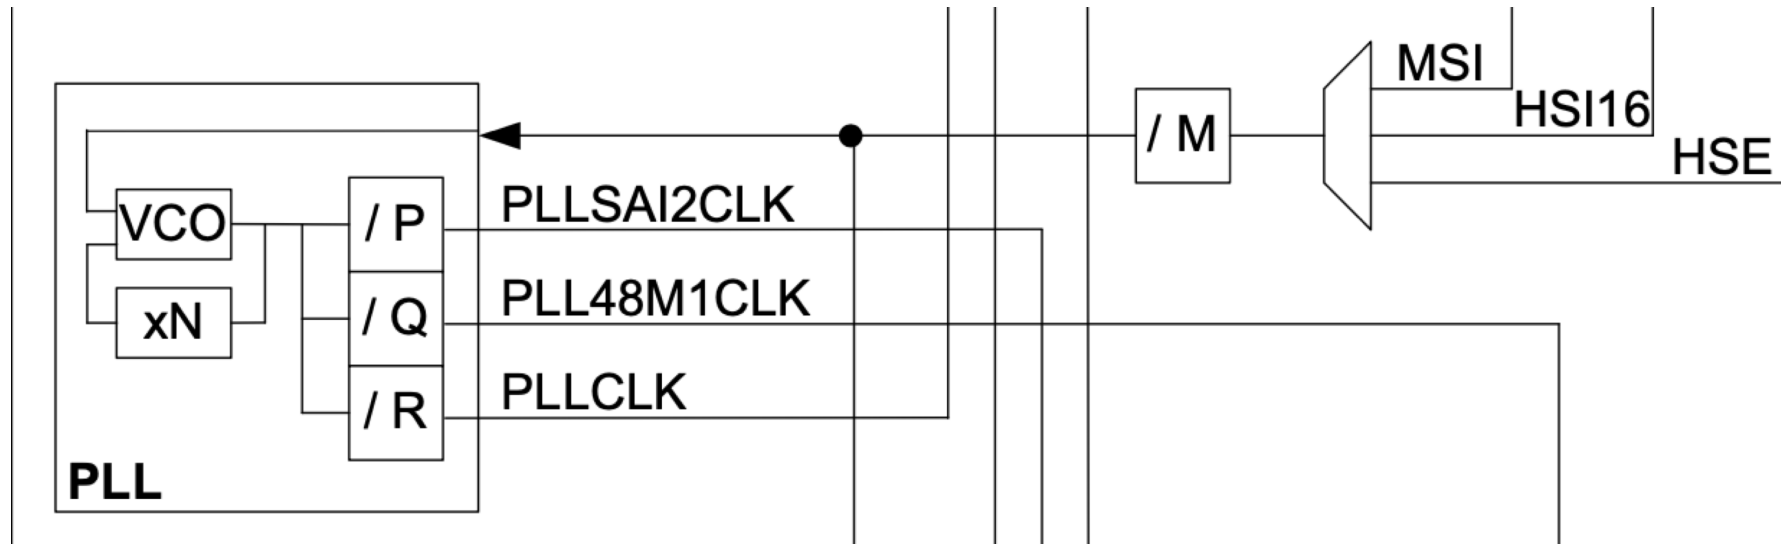 MSI
HSI16
/ M
HSE
PLLSAI2CLK
VCO
/ P
PLL48M1CLK
xN
/ Q
PLLCLK
/ R
PLL